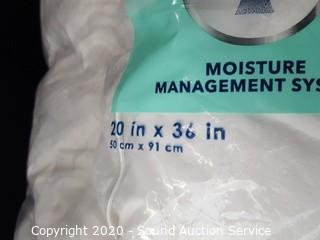 MOISTURE
MANAGEMENT SYS
20 in x 36 in
50 cm x 91 cm
Copyright 2020 - Sound Auction Service